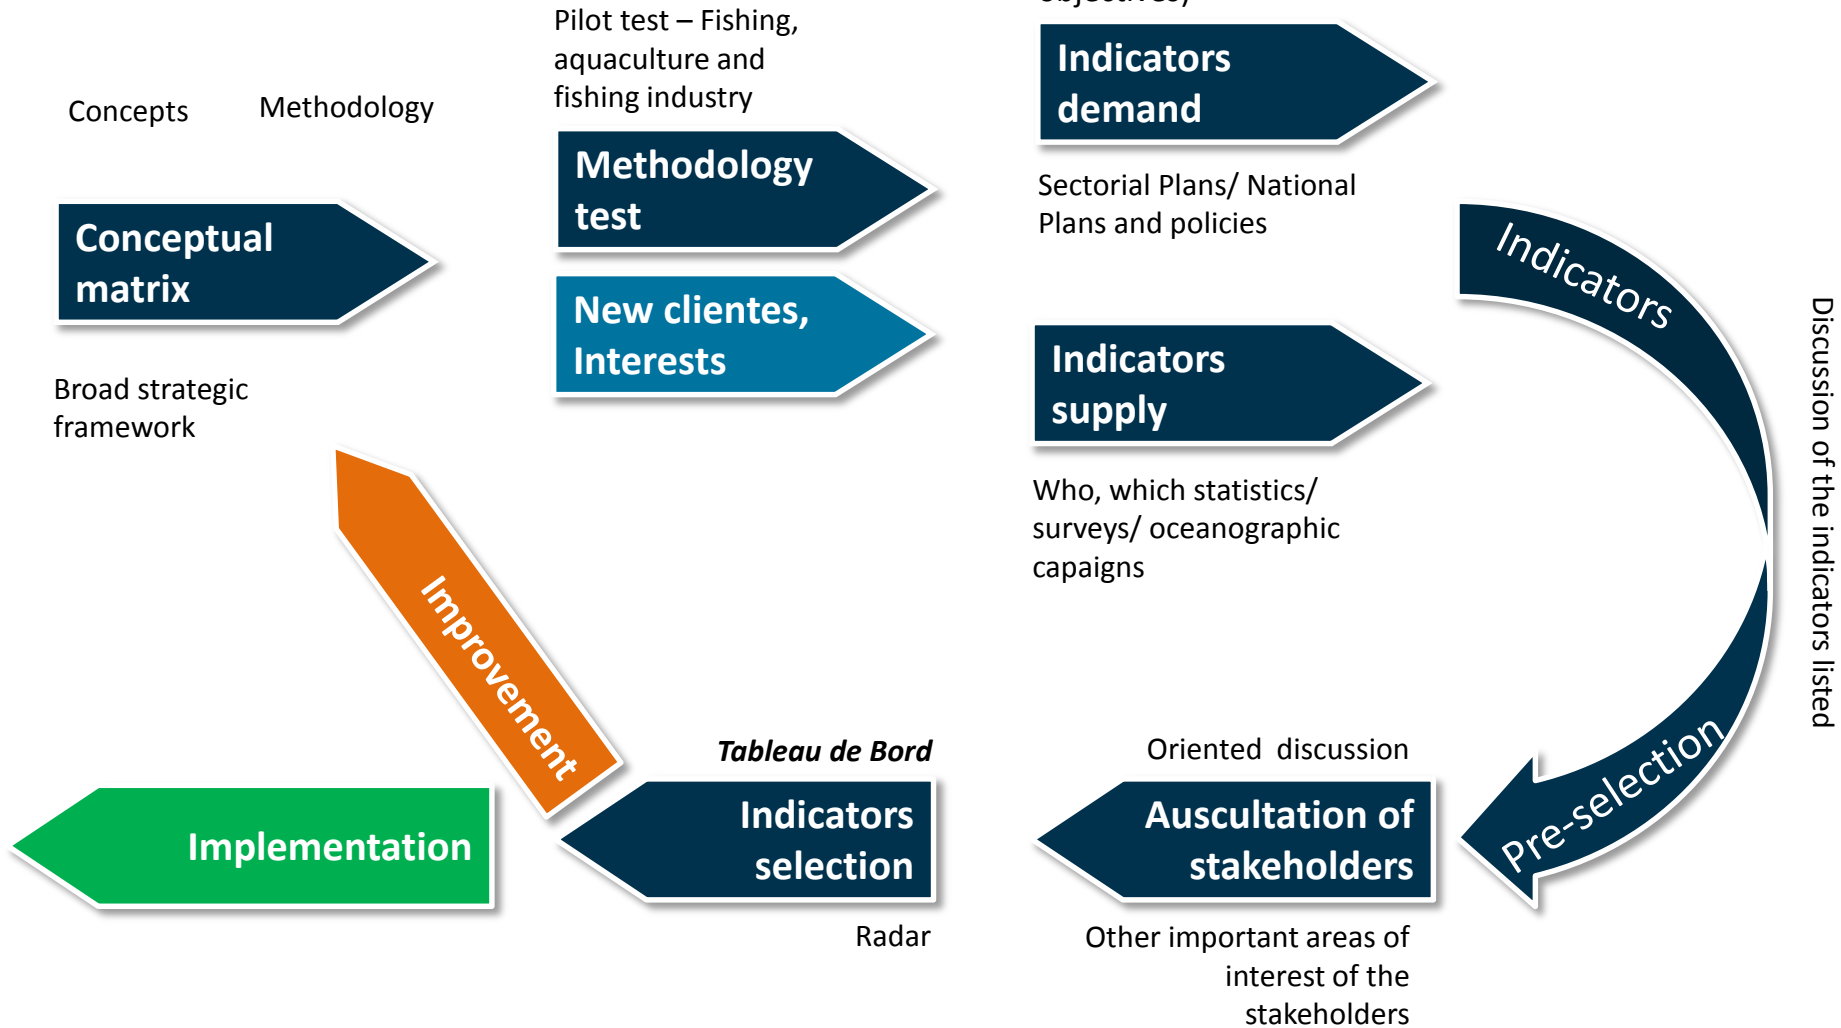 Concepts
Methodology
Pilot test – Fishing,
aquaculture and
fishing industry
Conceptual
matrix
Broad strategic
framework
Methodology
test
New clientes,
Interests
Indicators
demand
Sectorial Plans/ National
Plans and policies
Indicators
supply
Who, which statistics/
surveys/ oceanographic
capaigns
Indicators
Discussion of the indicators listed
Pre-selection
Oriented  discussion
Auscultation of
stakeholders
Other important areas of
interest of the
stakeholders
Tableau de Bord
Indicators
selection
Radar
Improvement
Implementation